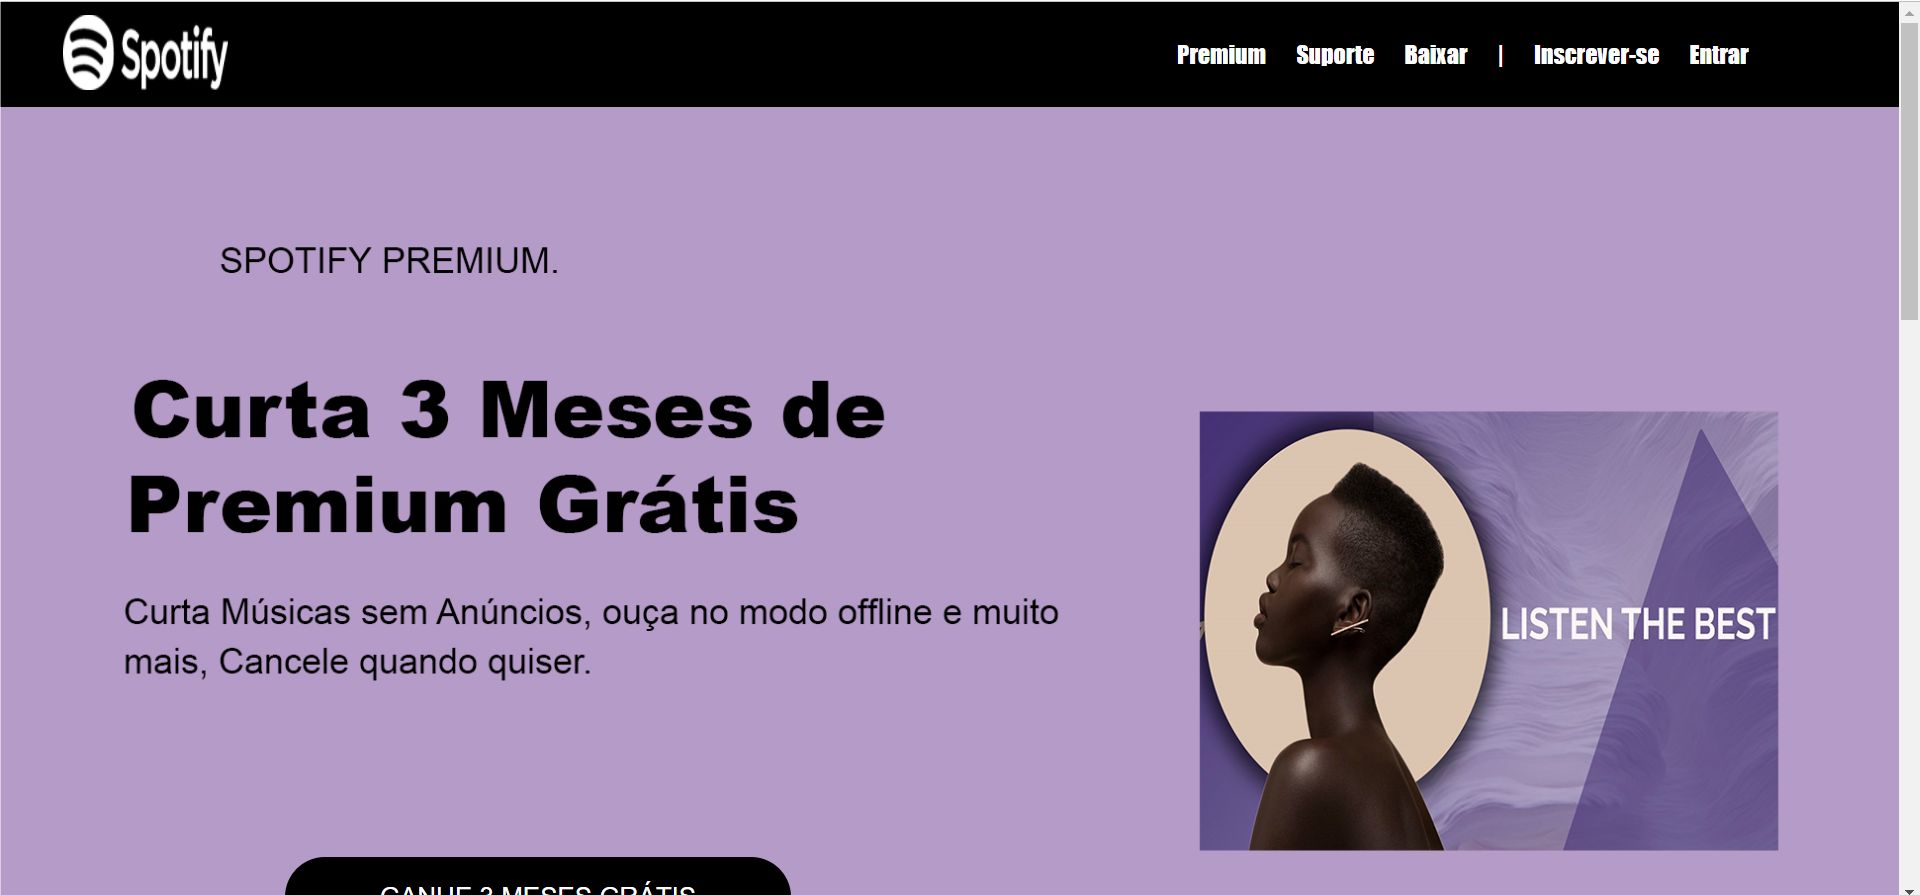 Spotify
Premium Suporte Baixar | Inscrever-se Entrar
SPOTIFY PREMIUM.
Curta 3 Meses de
Premium Grátis
Curta Músicas sem Anúncios, ouça no modo offline e muito
mais, Cancele quando quiser.
LISTEN THE BEST
GANHE 3 MESES GRÁTIS